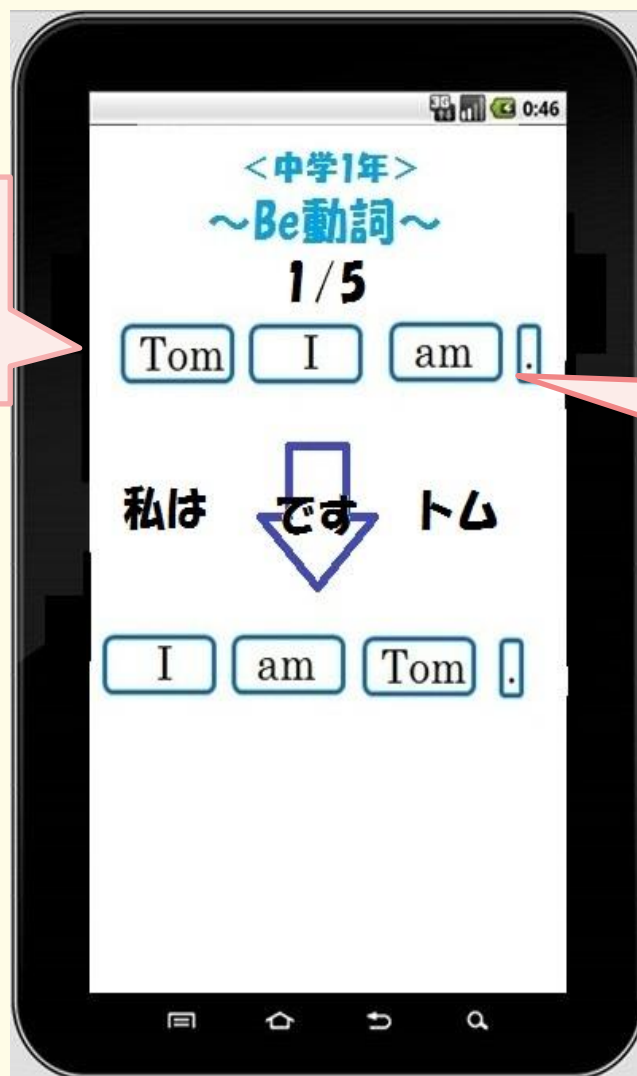 3G 0:46
<中学1年>
~Be動詞~
1/5
Tom I am .
私は です トム
I am Tom .